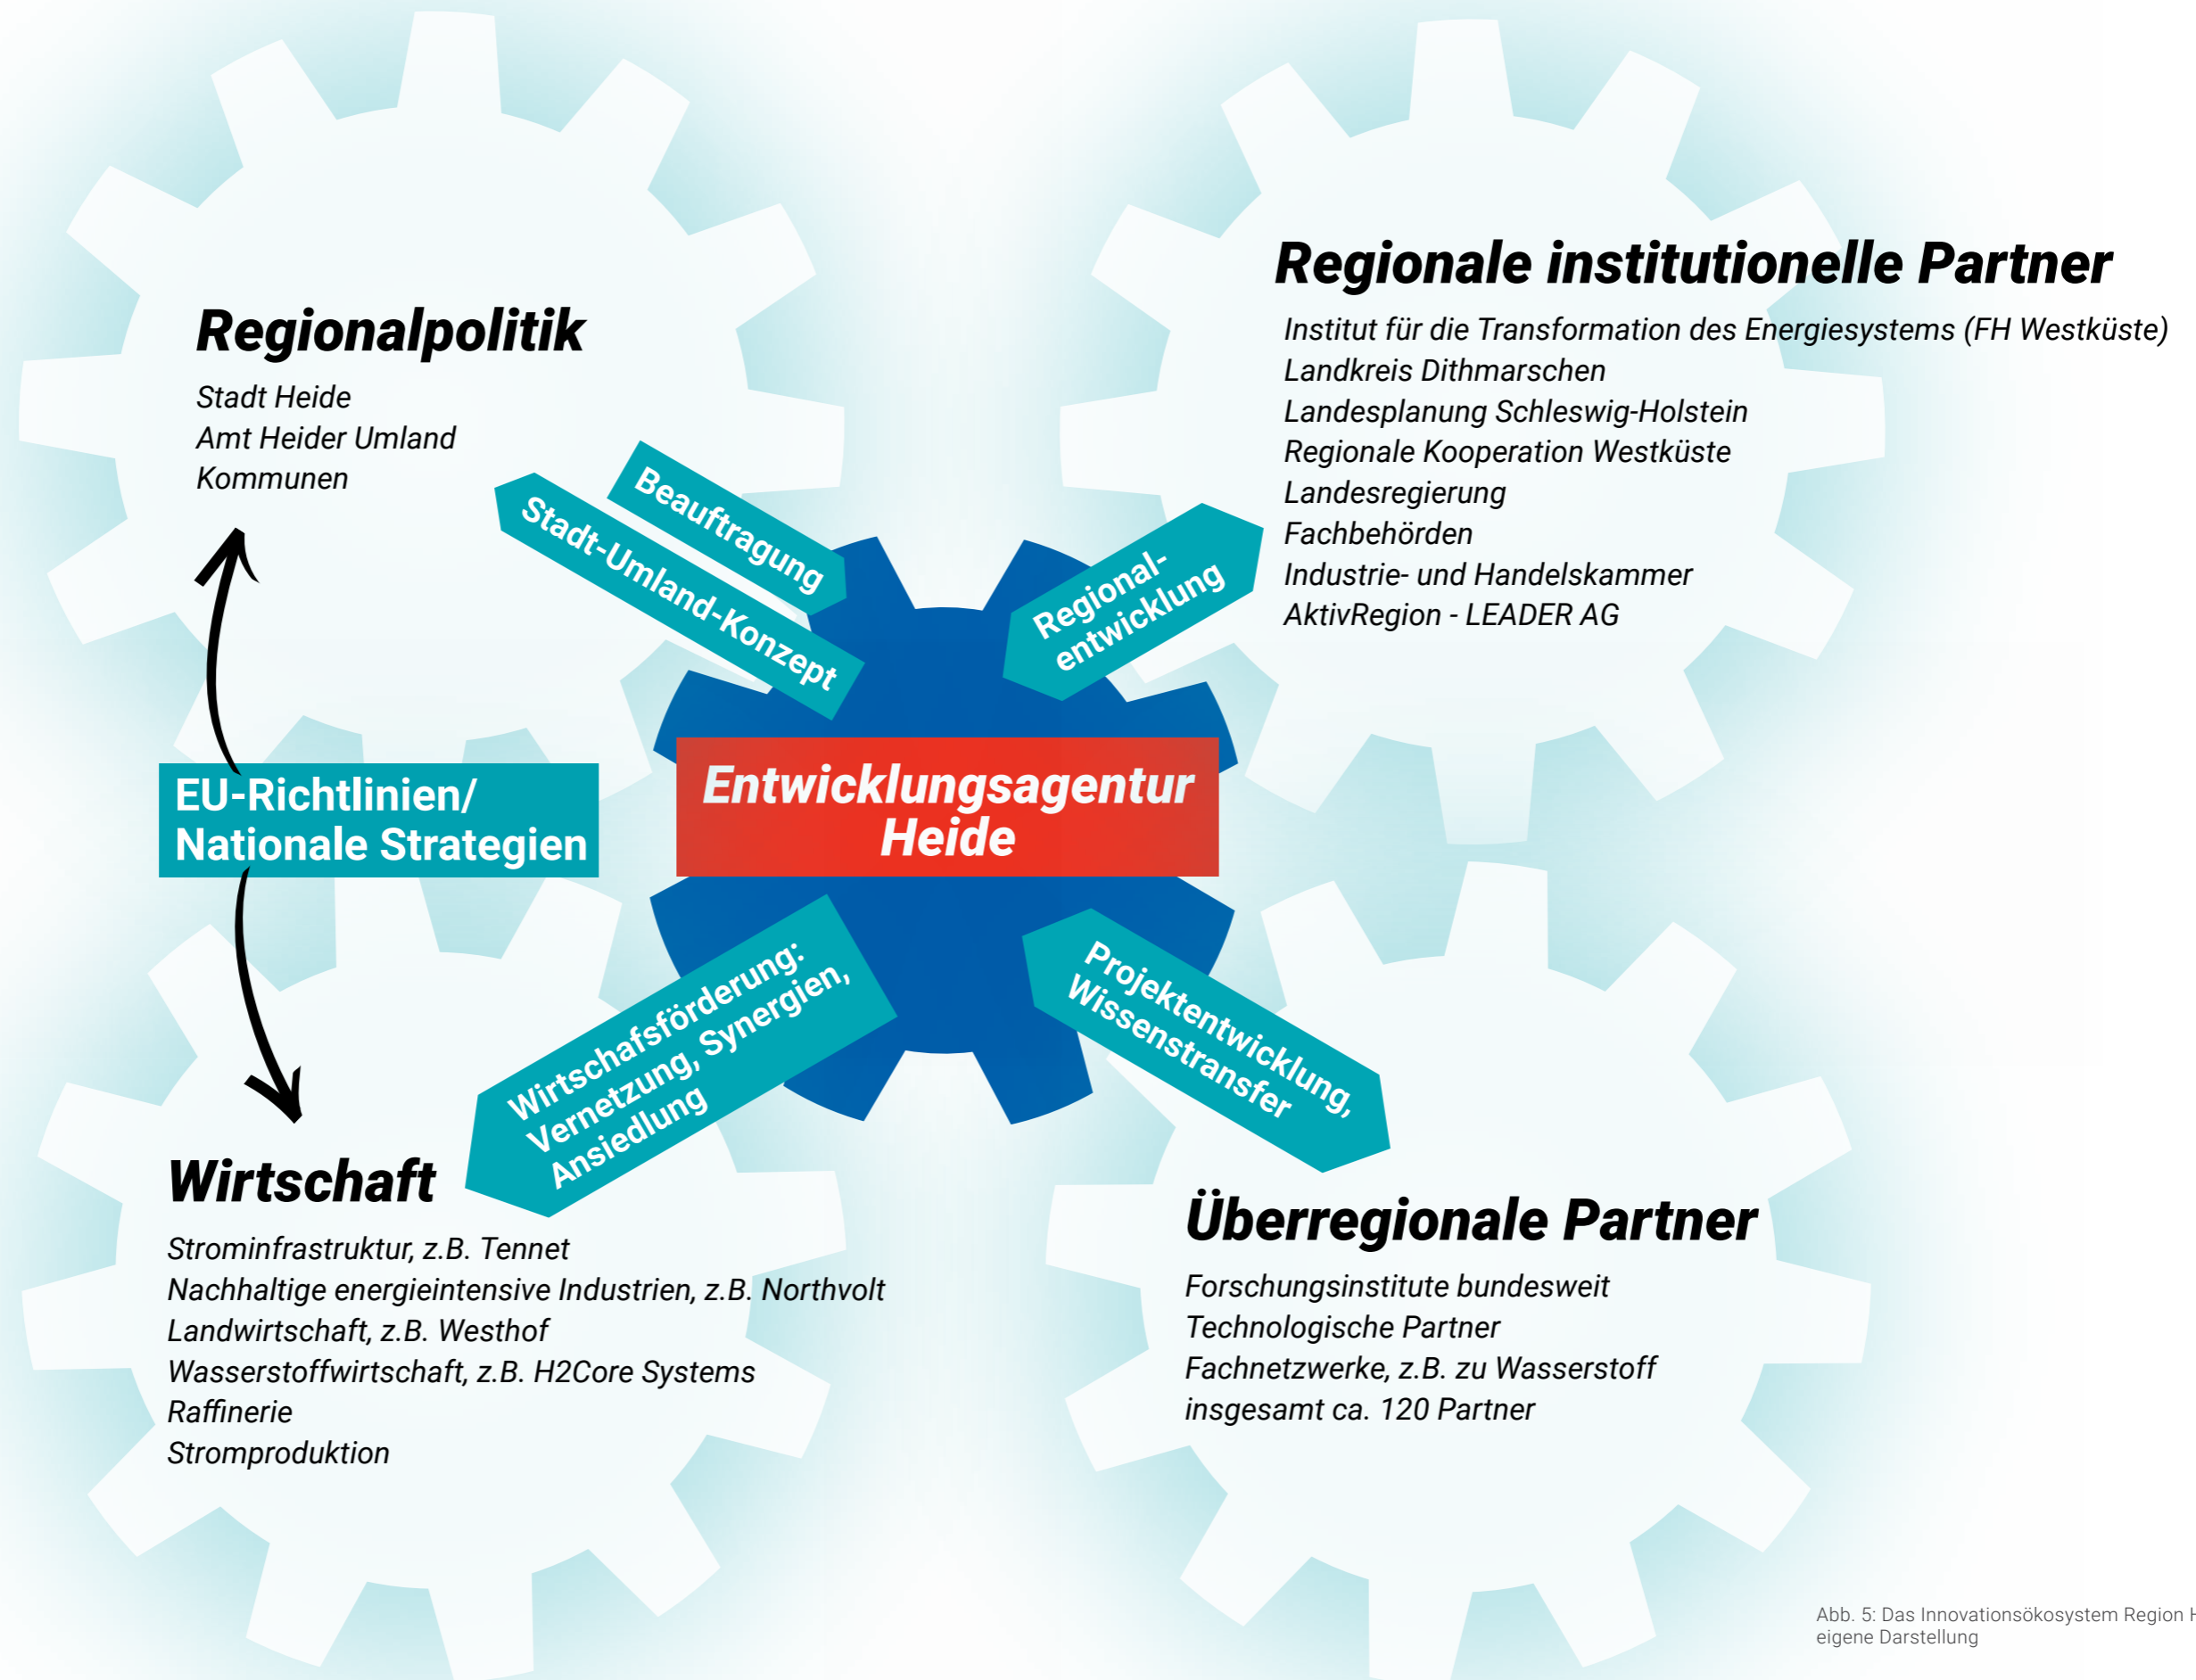 Regionalpolitik
Stadt Heide
Amt Heider Umland
Kommunen
Regionale institutionelle Partner
Institut für die Transformation des Energiesystems (FH Westküste)
Landkreis Dithmarschen
Landesplanung Schleswig-Holstein
Regionale Kooperation Westküste
Landesregierung
Fachbehörden
Industrie- und Handelskammer
AktivRegion - LEADER AG
Beauftragung
Stadt-Umland-Konzept
Regional-
entwicklung
EU-Richtlinien/
Nationale Strategien
Entwicklungsagentur
Heide
Wirtschafsförderung:
Vernetzung, Synergien,
Ansiedlung
Projektentwicklung,
Wissenstransfer
Wirtschaft
Strominfrastruktur, z.B. Tennet
Nachhaltige energieintensive Industrien, z.B. Northvolt
Landwirtschaft, z.B. Westhof
Wasserstoffwirtschaft, z.B. H2Core Systems
Raffinerie
Stromproduktion
Überregionale Partner
Forschungsinstitute bundesweit
Technologische Partner
Fachnetzwerke, z.B. zu Wasserstoff
insgesamt ca. 120 Partner
Abb. 5: Das Innovationsökosystem Region
eigene Darstellung